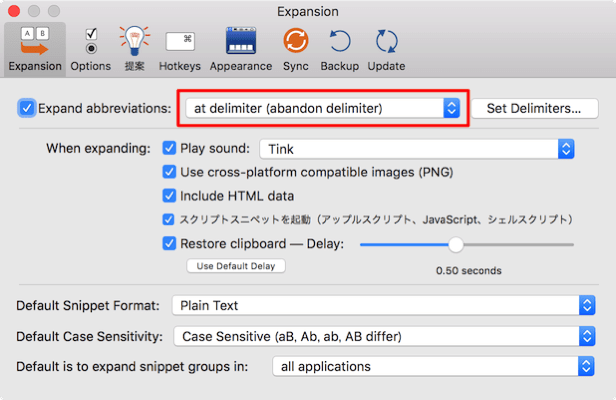 Expansion
A B
⌘
Expansion Options 提案 Hotkeys Appearance Sync Backup Update
Expand abbreviations: at delimiter (abandon delimiter) Set Delimiters...
When expanding: Play sound: Tink
Use cross-platform compatible images (PNG)
Include HTML data
スクリプトスニペットを起動（アップルスクリプト、JavaScript、シェルスクリプト）
Restore clipboard — Delay:
Use Default Delay 0.50 seconds
Default Snippet Format: Plain Text
Default Case Sensitivity: Case Sensitive (aB, Ab, ab, AB differ)
Default is to expand snippet groups in: all applications